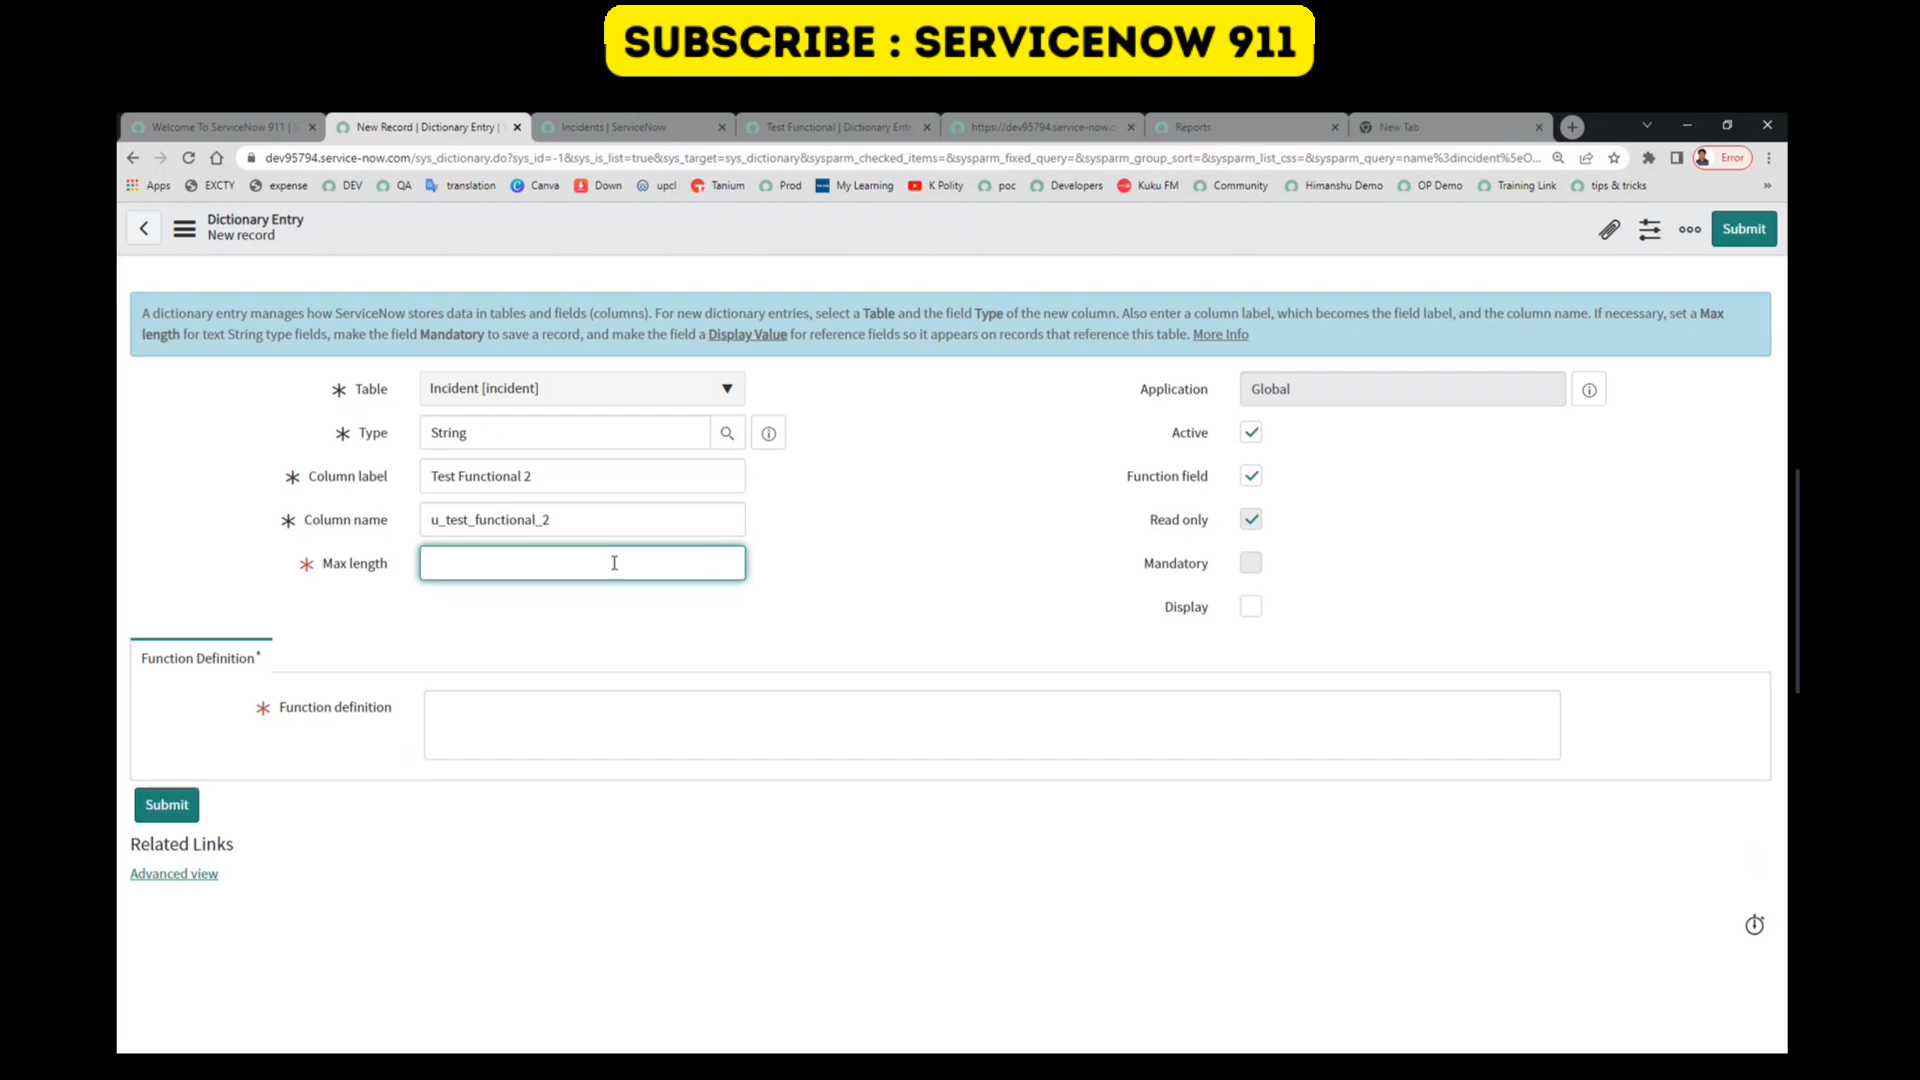 SUBSCRIBE : SERVICENOW 911
Welcome To ServiceNow 911 |
New Record | Dictionary Entry |
Incidents | ServiceNow
Test Functional | Dictionary Entr
https://dev95794.service-now.c
Reports
New Tab
dev95794.service-now.com/sys_dictionary.do?sys_id=-1&sys_is_list=true&sys_target=sys_dictionary&sysparm_checked_items=&sysparm_fixed_query=&sysparm_group_sort=&sysparm_list_css=&sysparm_query=name%3dincident%5eO...
Error
Apps
EXCTY
expense
DEV
QA
translation
Canva
Down
upcl
Tanium
Prod
My Learning
K Polity
poc
Developers
Kuku FM
Community
Himanshu Demo
OP Demo
Training Link
tips & tricks
»
Dictionary Entry
New record
Submit
A dictionary entry manages how ServiceNow stores data in tables and fields (columns). For new dictionary entries, select a Table and the field Type of the new column. Also enter a column label, which becomes the field label, and the column name. If necessary, set a Max
length for text String type fields, make the field Mandatory to save a record, and make the field a Display Value for reference fields so it appears on records that reference this table. More Info
Table
Incident [incident]
Application
Global
Type
String
Active
Column label
Test Functional 2
Function field
Column name
u_test_functional_2
Read only
Max length
Mandatory
Display
Function Definition*
Function definition
Submit
Related Links
Advanced view